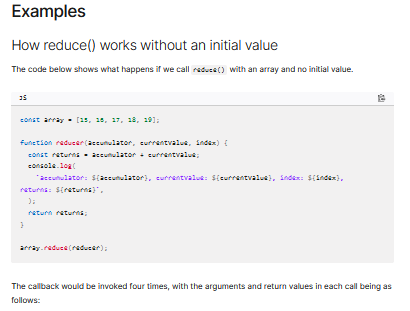 Examples
How reduce() works without an initial value
The code below shows what happens if we call reduce() with an array and no initial value.
JS
const array = [15, 16, 17, 18, 19];
function reducer(accumulator, currentValue, index) {
const returns = accumulator + currentValue;
console.log(
`accumulator: ${accumulator}, currentValue: ${currentValue}, index: ${index},
returns: ${returns}`,
);
return returns;
}
array.reduce(reducer);
The callback would be invoked four times, with the arguments and return values in each call being as
follows: